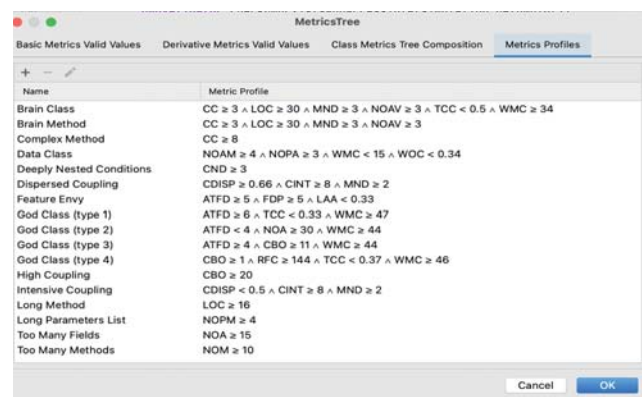 MetricsTree
Basic Metrics Valid Values Derivative Metrics Valid Values Class Metrics Tree Composition Metrics Profiles
+ −
Name Metric Profile
Brain Class CC ≥ 3 ∧ LOC ≥ 30 ∧ MND ≥ 3 ∧ NOAV ≥ 3 ∧ TCC < 0.5 ∧ WMC ≥ 34
Brain Method CC ≥ 3 ∧ LOC ≥ 30 ∧ MND ≥ 3 ∧ NOAV ≥ 3
Complex Method CC ≥ 8
Data Class NOAM ≥ 4 ∧ NOPA ≥ 3 ∧ WMC < 15 ∧ WOC < 0.34
Deeply Nested Conditions CND ≥ 3
Dispersed Coupling CDISP ≥ 0.66 ∧ CINT ≥ 8 ∧ MND ≥ 2
Feature Envy ATFD ≥ 5 ∧ FDP ≥ 5 ∧ LAA < 0.33
God Class (type 1) ATFD ≥ 6 ∧ TCC < 0.33 ∧ WMC ≥ 47
God Class (type 2) ATFD < 4 ∧ NOA ≥ 30 ∧ WMC ≥ 44
God Class (type 3) ATFD ≥ 4 ∧ CBO ≥ 11 ∧ WMC ≥ 44
God Class (type 4) CBO ≥ 1 ∧ RFC ≥ 144 ∧ TCC < 0.37 ∧ WMC ≥ 46
High Coupling CBO ≥ 20
Intensive Coupling CDISP < 0.5 ∧ CINT ≥ 8 ∧ MND ≥ 2
Long Method LOC ≥ 16
Long Parameters List NOPM ≥ 4
Too Many Fields NOA ≥ 15
Too Many Methods NOM ≥ 10
Cancel OK